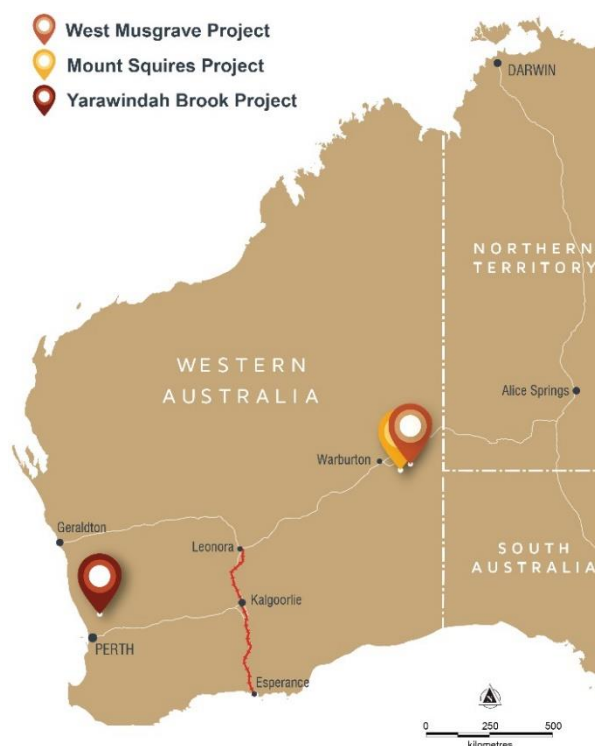 West Musgrave Project
Mount Squires Project
Yarawindah Brook Project
DARWIN
NORTHERN
TERRITORY
WESTERN
AUSTRALIA
Alice Springs
Warburton
Geraldton
Leonora
SOUTH
AUSTRALIA
Kalgoorlie
PERTH
Esperance
0 250 500
kilometres